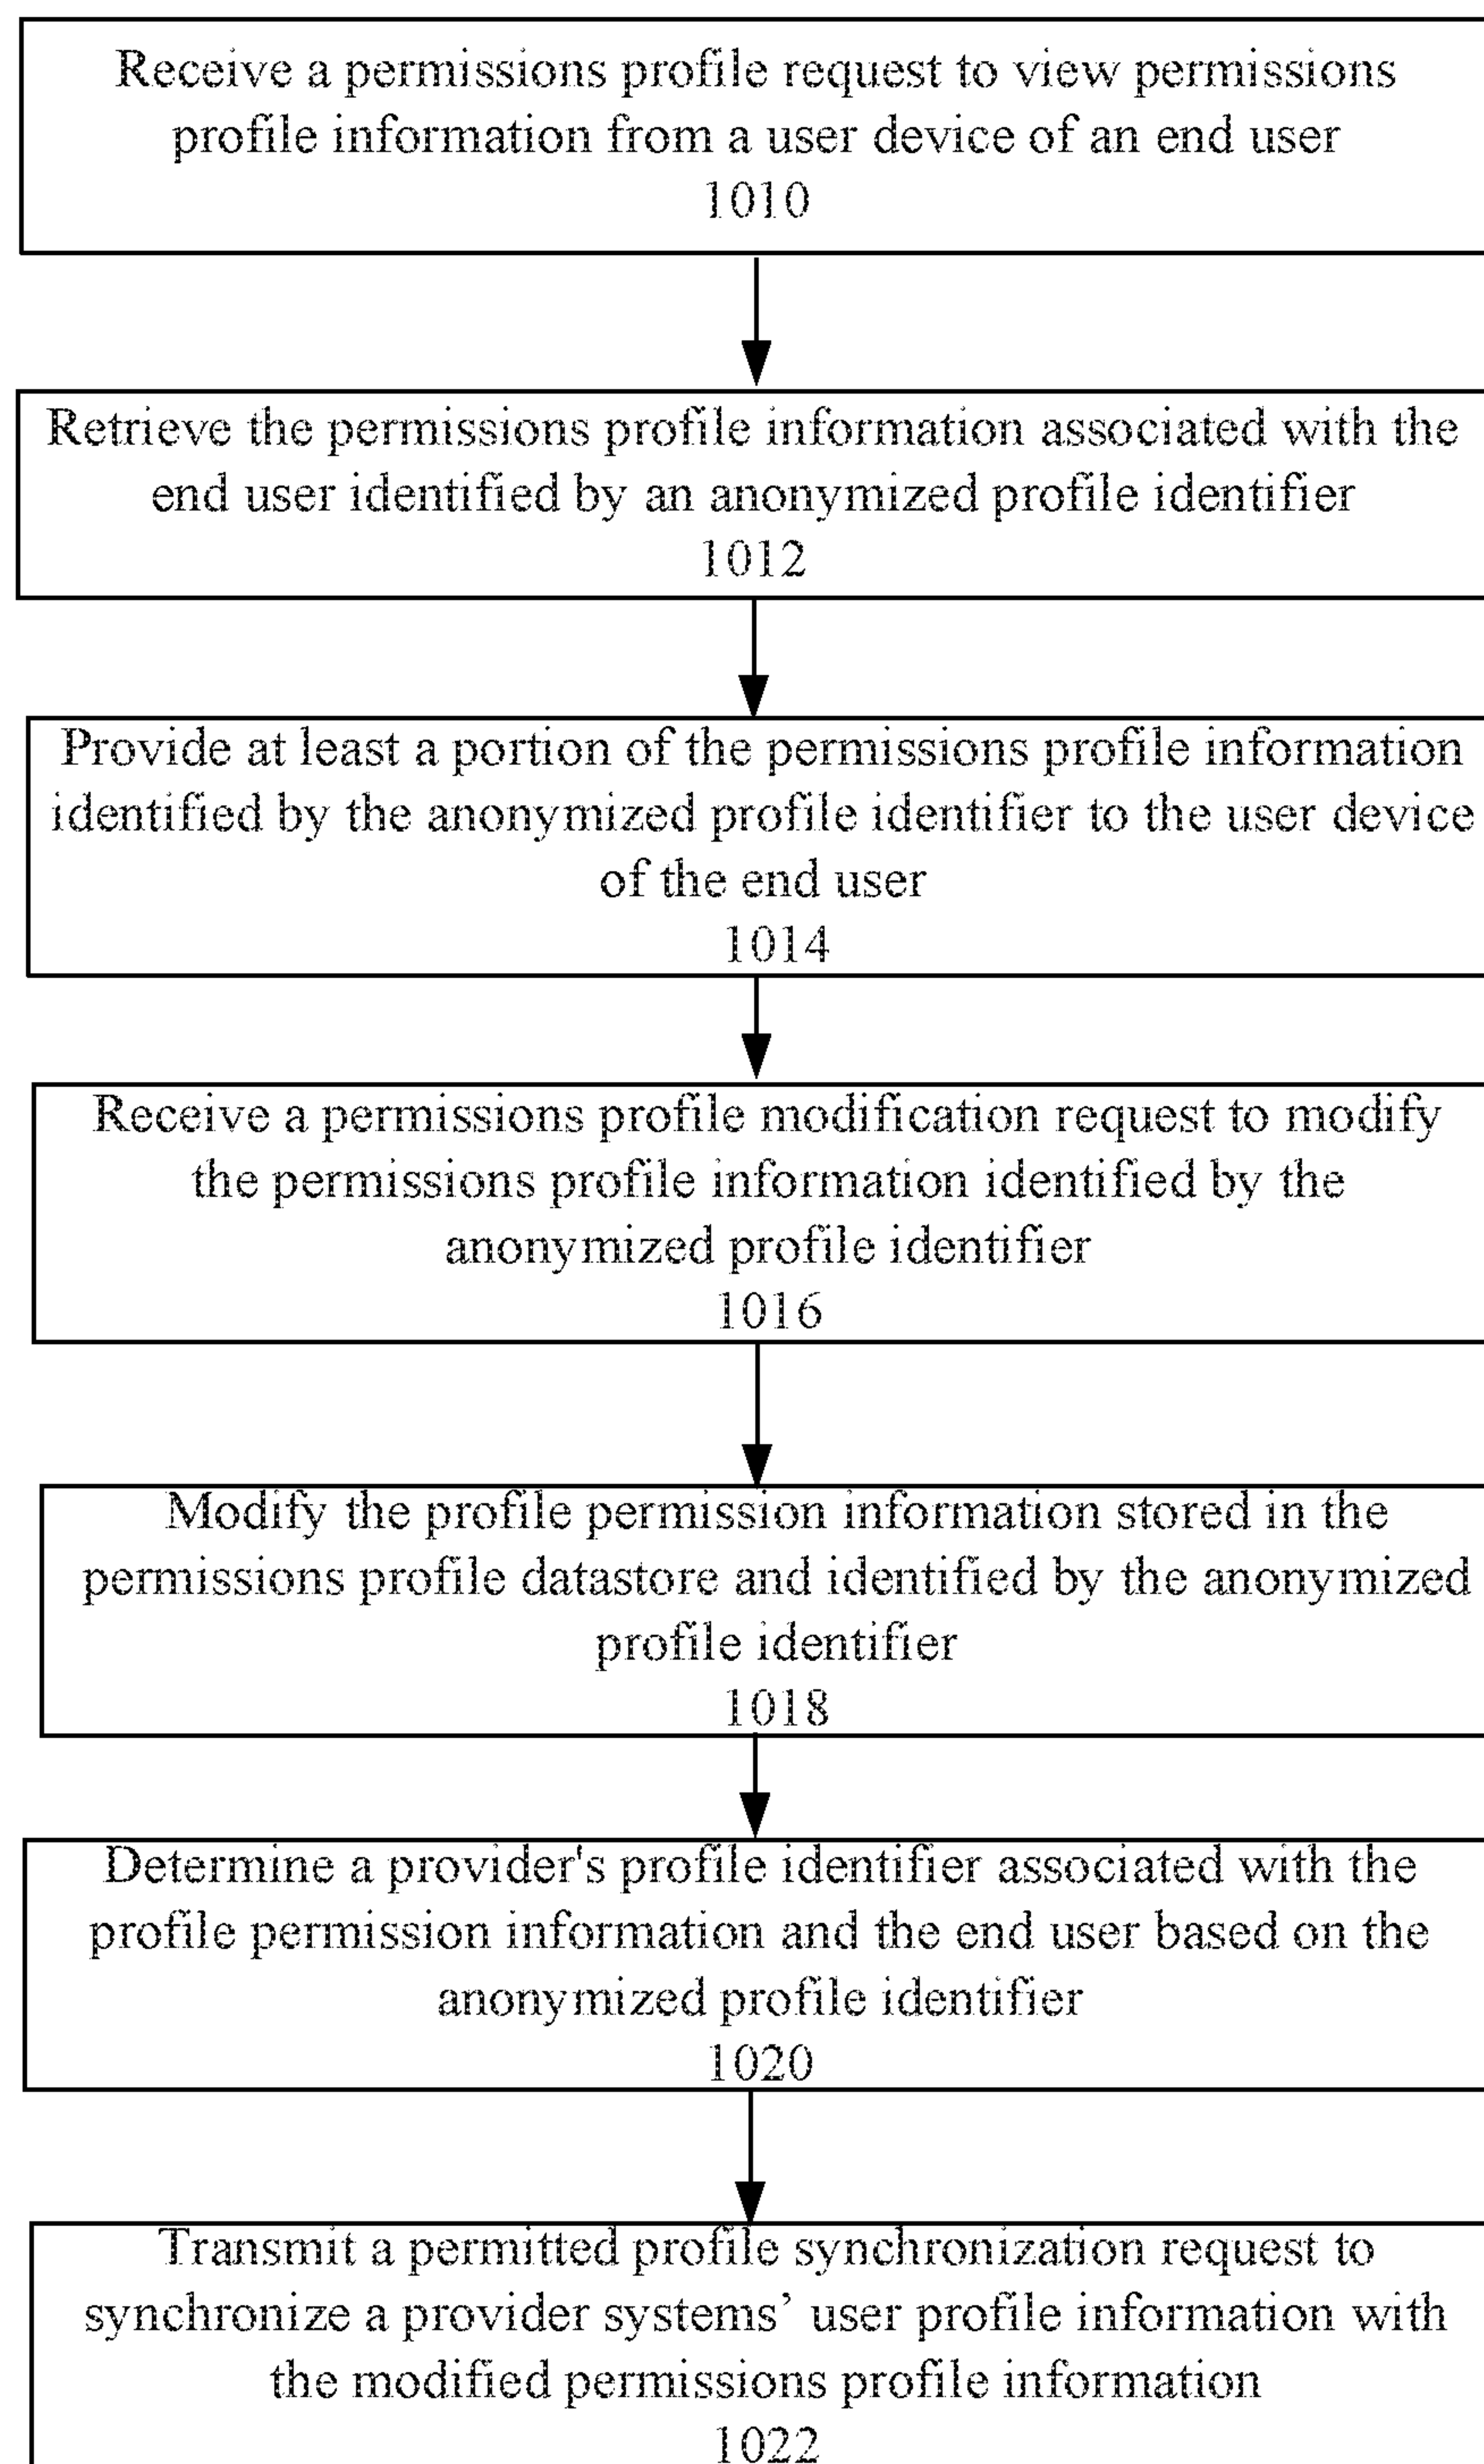 Receive a permissions profile request to view permissions
profile information from a user device of an end user
1010
Retrieve the permissions profile information associated with the
end user identified by an anonymized profile identifier
1012
Provide at least a portion of the permissions profile information
identified by the anonymized profile identifier to the user device
of the end user
1014
Receive a permissions profile modification request to modify
the permissions profile information identified by the
anonymized profile identifier
1016
Modify the profile permission information stored in the
permissions profile datastore and identified by the anonymized
profile identifier
1018
Determine a provider's profile identifier associated with the
profile permission information and the end user based on the
anonymized profile identifier
1020
Transmit a permitted profile synchronization request to
synchronize a provider systems’ user profile information with
the modified permissions profile information
1022